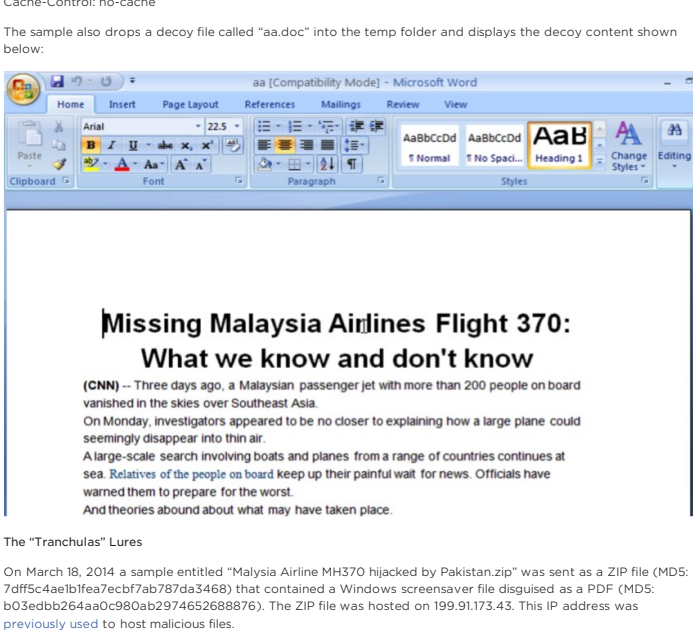 Cache-Control: no-cache
The sample also drops a decoy file called “aa.doc” into the temp folder and displays the decoy content shown
below:
aa [Compatibility Mode] - Microsoft Word
Home Insert Page Layout References Mailings Review View
Arial 22.5
AaBbCcDd AaBbCcDd AaB
B I U abe x, x²
Paste
¶ Normal ¶ No Spaci... Heading 1 Change Styles Editing
Clipboard Font Paragraph Styles
Missing Malaysia Airlines Flight 370:
What we know and don't know
(CNN) -- Three days ago, a Malaysian passenger jet with more than 200 people on board
vanished in the skies over Southeast Asia.
On Monday, investigators appeared to be no closer to explaining how a large plane could
seemingly disappear into thin air.
A large-scale search involving boats and planes from a range of countries continues at
sea. Relatives of the people on board keep up their painful wait for news. Officials have
warned them to prepare for the worst.
And theories abound about what may have taken place.
The “Tranchulas” Lures
On March 18, 2014 a sample entitled “Malysia Airline MH370 hijacked by Pakistan.zip” was sent as a ZIP file (MD5:
7dff5c4ae1b1fea7ecbf7ab787da3468) that contained a Windows screensaver file disguised as a PDF (MD5:
b03edbb264aa0c980ab2974652688876). The ZIP file was hosted on 199.91.173.43. This IP address was
previously used to host malicious files.